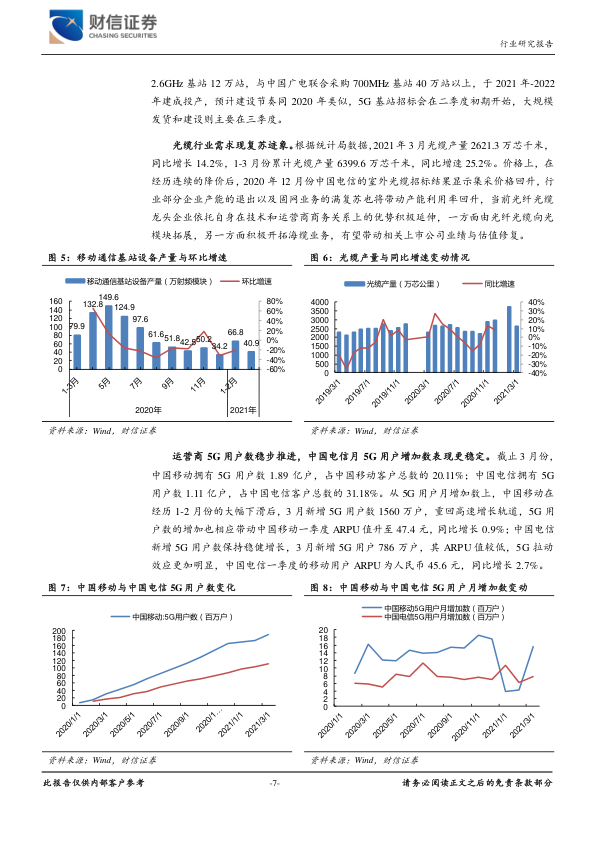 财信证券
CHASING SECURITIES
行业研究报告
2.6GHz 基站 12 万站，与中国广电联合采购 700MHz 基站 40 万站以上，于 2021 年-2022
年建成投产，预计建设节奏同 2020 年类似，5G 基站招标会在二季度初期开始，大规模
发货和建设则主要在三季度。
光缆行业需求现复苏迹象。根据统计局数据，2021 年 3 月光缆产量 2621.3 万芯千米，
同比增长 14.2%，1-3 月份累计光缆产量 6399.6 万芯千米，同比增速 25.2%。价格上，在
经历连续的降价后，2020 年 12 月份中国电信的室外光缆招标结果显示集采价格回升，行
业部分企业产能的退出以及固网业务的满复苏也将带动产能利用率回升，当前光纤光缆
龙头企业依托自身在技术和运营商商务关系上的优势积极延伸，一方面由光纤光缆向光
模块拓展，另一方面积极开拓海缆业务，有望带动相关上市公司业绩与估值修复。
图 5：移动通信基站设备产量与环比增速
移动通信基站设备产量（万射频模块）
环比增速
160
140
120
100
80
60
40
20
0
79.9
132.8
149.6
124.9
97.6
61.6
51.8
42.5
50.2
34.2
66.8
40.9
80%
60%
40%
20%
0%
-20%
-40%
-60%
1-3月
5月
7月
9月
11月
1-2月
2020年
2021年
资料来源：Wind，财信证券
图 6：光缆产量与同比增速变动情况
光缆产量（万芯公里）
同比增速
4000
3500
3000
2500
2000
1500
1000
500
0
40%
30%
20%
10%
0%
-10%
-20%
-30%
-40%
2019/3/1
2019/7/1
2019/11/1
2020/3/1
2020/7/1
2020/11/1
2021/3/1
资料来源：Wind，财信证券
运营商 5G 用户数稳步推进，中国电信月 5G 用户增加数表现更稳定。截止 3 月份，
中国移动拥有 5G 用户数 1.89 亿户，占中国移动客户总数的 20.11%；中国电信拥有 5G
用户数 1.11 亿户，占中国电信客户总数的 31.18%。从 5G 用户月增加数上，中国移动在
经历 1-2 月份的大幅下滑后，3 月新增 5G 用户数 1560 万户，重回高速增长轨道，5G 用
户数的增加也相应带动中国移动一季度 ARPU 值升至 47.4 元，同比增长 0.9%；中国电信
新增 5G 用户数保持稳健增长，3 月新增 5G 用户 786 万户，其 ARPU 值较低，5G 拉动
效应更加明显，中国电信一季度的移动用户 ARPU 为人民币 45.6 元，同比增长 2.7%。
图 7：中国移动与中国电信 5G 用户数变化
中国移动:5G用户数（百万户）
200
180
160
140
120
100
80
60
40
20
0
2020/1/1
2020/3/1
2020/5/1
2020/7/1
2020/9/1
2020/1…
2021/1/1
2021/3/1
资料来源：Wind，财信证券
图 8：中国移动与中国电信 5G 用户月增加数变动
中国移动5G用户月增加数（百万户）
中国电信5G用户月增加数（百万户）
20
18
16
14
12
10
8
6
4
2
0
2020/1/1
2020/3/1
2020/5/1
2020/7/1
2020/9/1
2020/11/1
2021/1/1
2021/3/1
资料来源：Wind，财信证券
此报告仅供内部客户参考
-7-
请务必阅读正文之后的免责条款部分